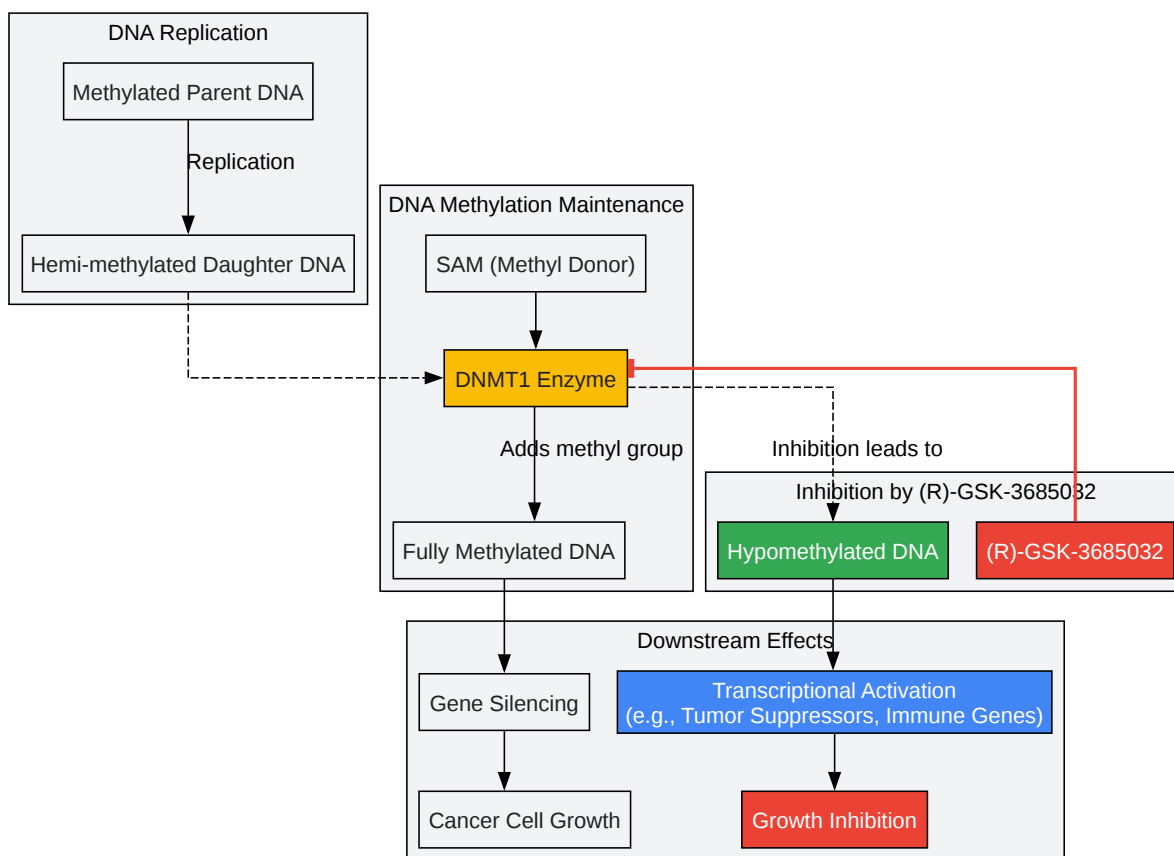 DNA Replication
Methylated Parent DNA
Replication
Hemi-methylated Daughter DNA
DNA Methylation Maintenance
SAM (Methyl Donor)
DNMT1 Enzyme
Adds methyl group
Fully Methylated DNA
Inhibition leads to
Inhibition by (R)-GSK-3685032
Hypomethylated DNA
(R)-GSK-3685032
Downstream Effects
Gene Silencing
Transcriptional Activation
(e.g., Tumor Suppressors, Immune Genes)
Cancer Cell Growth
Growth Inhibition